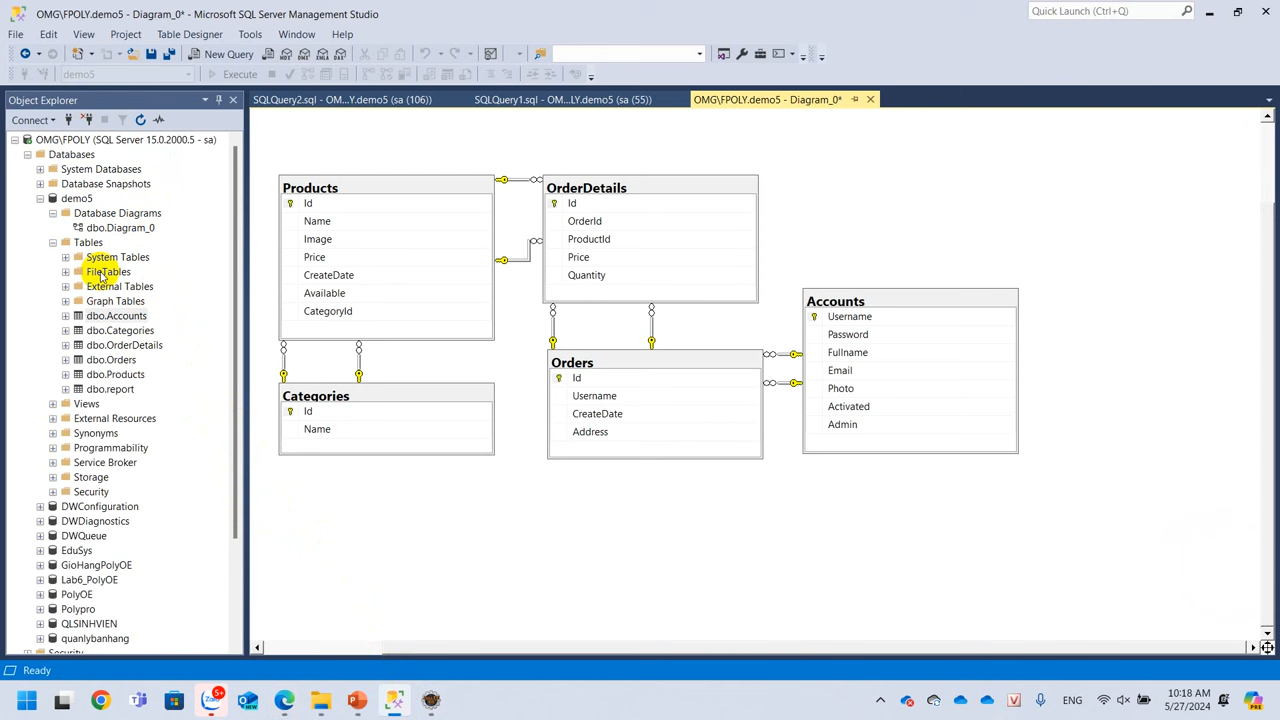 OMG\FPOLY.demo5 - Diagram_0* - Microsoft SQL Server Management Studio
Quick Launch (Ctrl+Q)
File Edit View Project Table Designer Tools Window Help
New Query
demo5
Execute
Object Explorer
SQLQuery2.sql - OM...Y.demo5 (sa (106))
SQLQuery1.sql - OM...LY.demo5 (sa (55))
OMG\FPOLY.demo5 - Diagram_0*
Connect
OMG\FPOLY (SQL Server 15.0.2000.5 - sa)
Databases
System Databases
Database Snapshots
demo5
Database Diagrams
dbo.Diagram_0
Tables
System Tables
FileTables
External Tables
Graph Tables
dbo.Accounts
dbo.Categories
dbo.OrderDetails
dbo.Orders
dbo.Products
dbo.report
Views
External Resources
Synonyms
Programmability
Service Broker
Storage
Security
DWConfiguration
DWDiagnostics
DWQueue
EduSys
GioHangPolyOE
Lab6_PolyOE
PolyOE
Polypro
QLSINHVIEN
quanlybanhang
Security
Products
Id
Name
Image
Price
CreateDate
Available
CategoryId
OrderDetails
Id
OrderId
ProductId
Price
Quantity
Accounts
Username
Password
Fullname
Email
Photo
Activated
Admin
Categories
Id
Name
Orders
Id
Username
CreateDate
Address
Ready
5+
Zalo
NEW
ENG
10:18 AM
5/27/2024
PRE